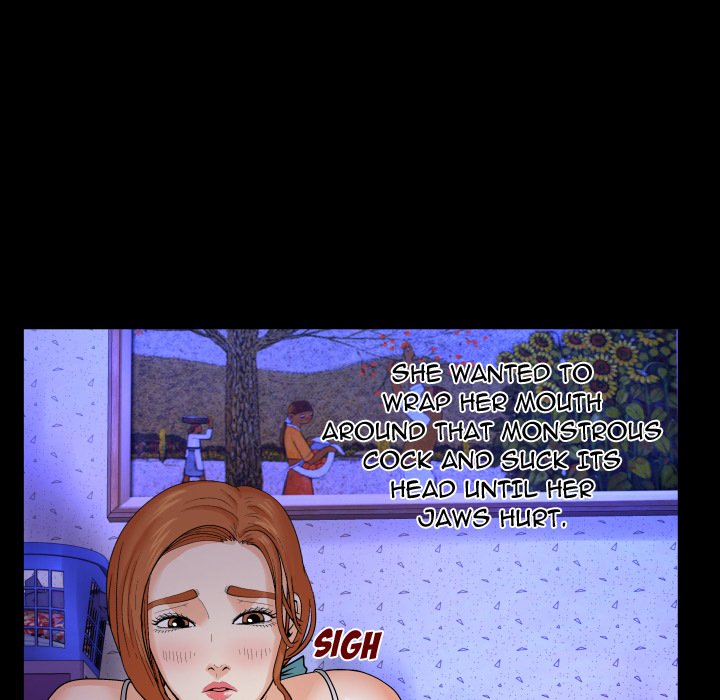 SHE WANTED TO
WRAP HER MOUTH
AROUND THAT MONSTROUS
COCK AND SUCK ITS
HEAD UNTIL HER
JAWS HURT.
SIGH